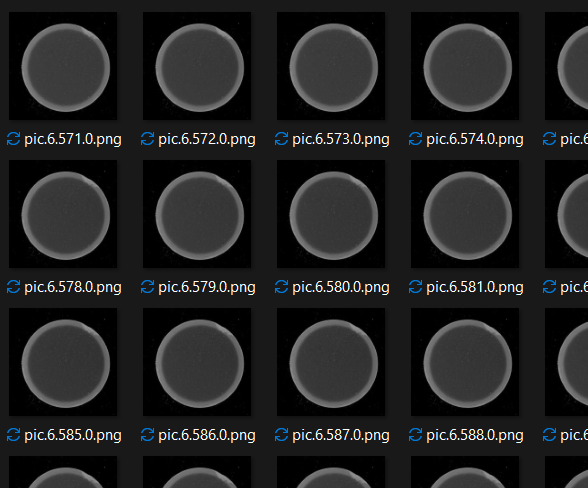 pic.6.571.0.png pic.6.572.0.png pic.6.573.0.png pic.6.574.0.png pic.6
pic.6.578.0.png pic.6.579.0.png pic.6.580.0.png pic.6.581.0.png pic.6
pic.6.585.0.png pic.6.586.0.png pic.6.587.0.png pic.6.588.0.png pic.6